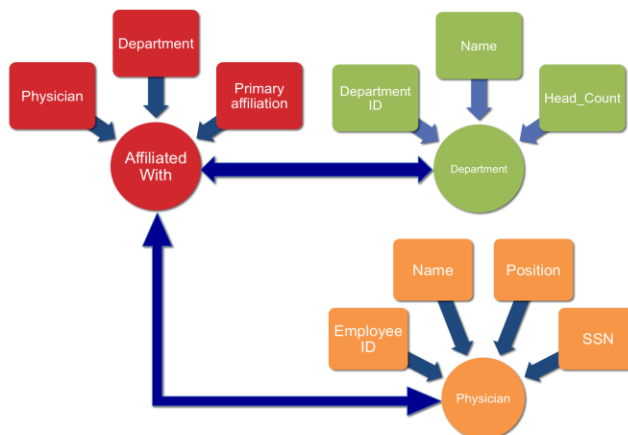 Department
Physician
Primary
affiliation
Affiliated
With
Name
Department
ID
Head_Count
Department
Name
Position
Employee
ID
SSN
Physician